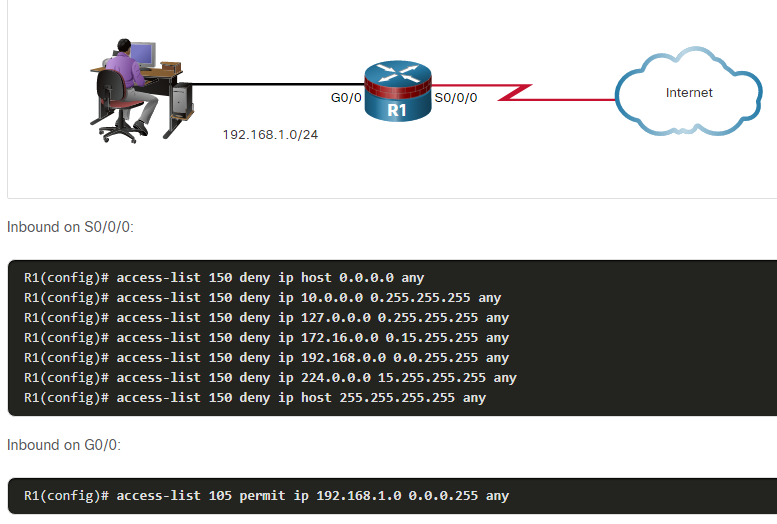 G0/0
R1
S0/0/0
Internet
192.168.1.0/24
Inbound on S0/0/0:
R1(config)# access-list 150 deny ip host 0.0.0.0 any
R1(config)# access-list 150 deny ip 10.0.0.0 0.255.255.255 any
R1(config)# access-list 150 deny ip 127.0.0.0 0.255.255.255 any
R1(config)# access-list 150 deny ip 172.16.0.0 0.15.255.255 any
R1(config)# access-list 150 deny ip 192.168.0.0 0.0.255.255 any
R1(config)# access-list 150 deny ip 224.0.0.0 15.255.255.255 any
R1(config)# access-list 150 deny ip host 255.255.255.255 any
Inbound on G0/0:
R1(config)# access-list 105 permit ip 192.168.1.0 0.0.0.255 any